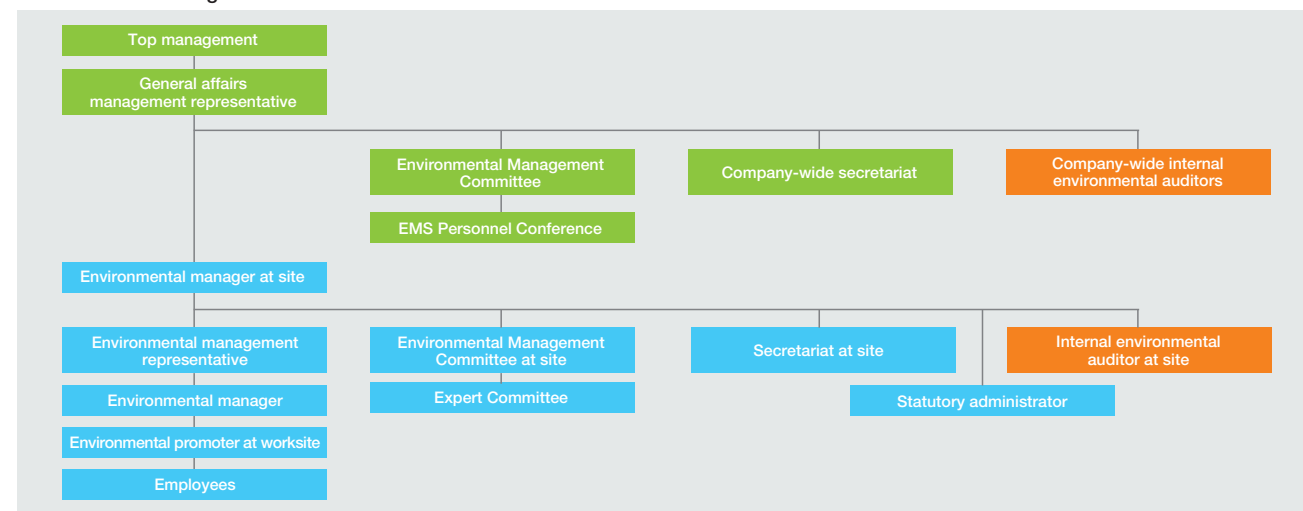 Top management
General affairs
management representative
Environmental Management
Committee
Company-wide secretariat
Company-wide internal
environmental auditors
EMS Personnel Conference
Environmental manager at site
Environmental management
representative
Environmental Management
Committee at site
Secretariat at site
Internal environmental
auditor at site
Environmental manager
Expert Committee
Statutory administrator
Environmental promoter at worksite
Employees